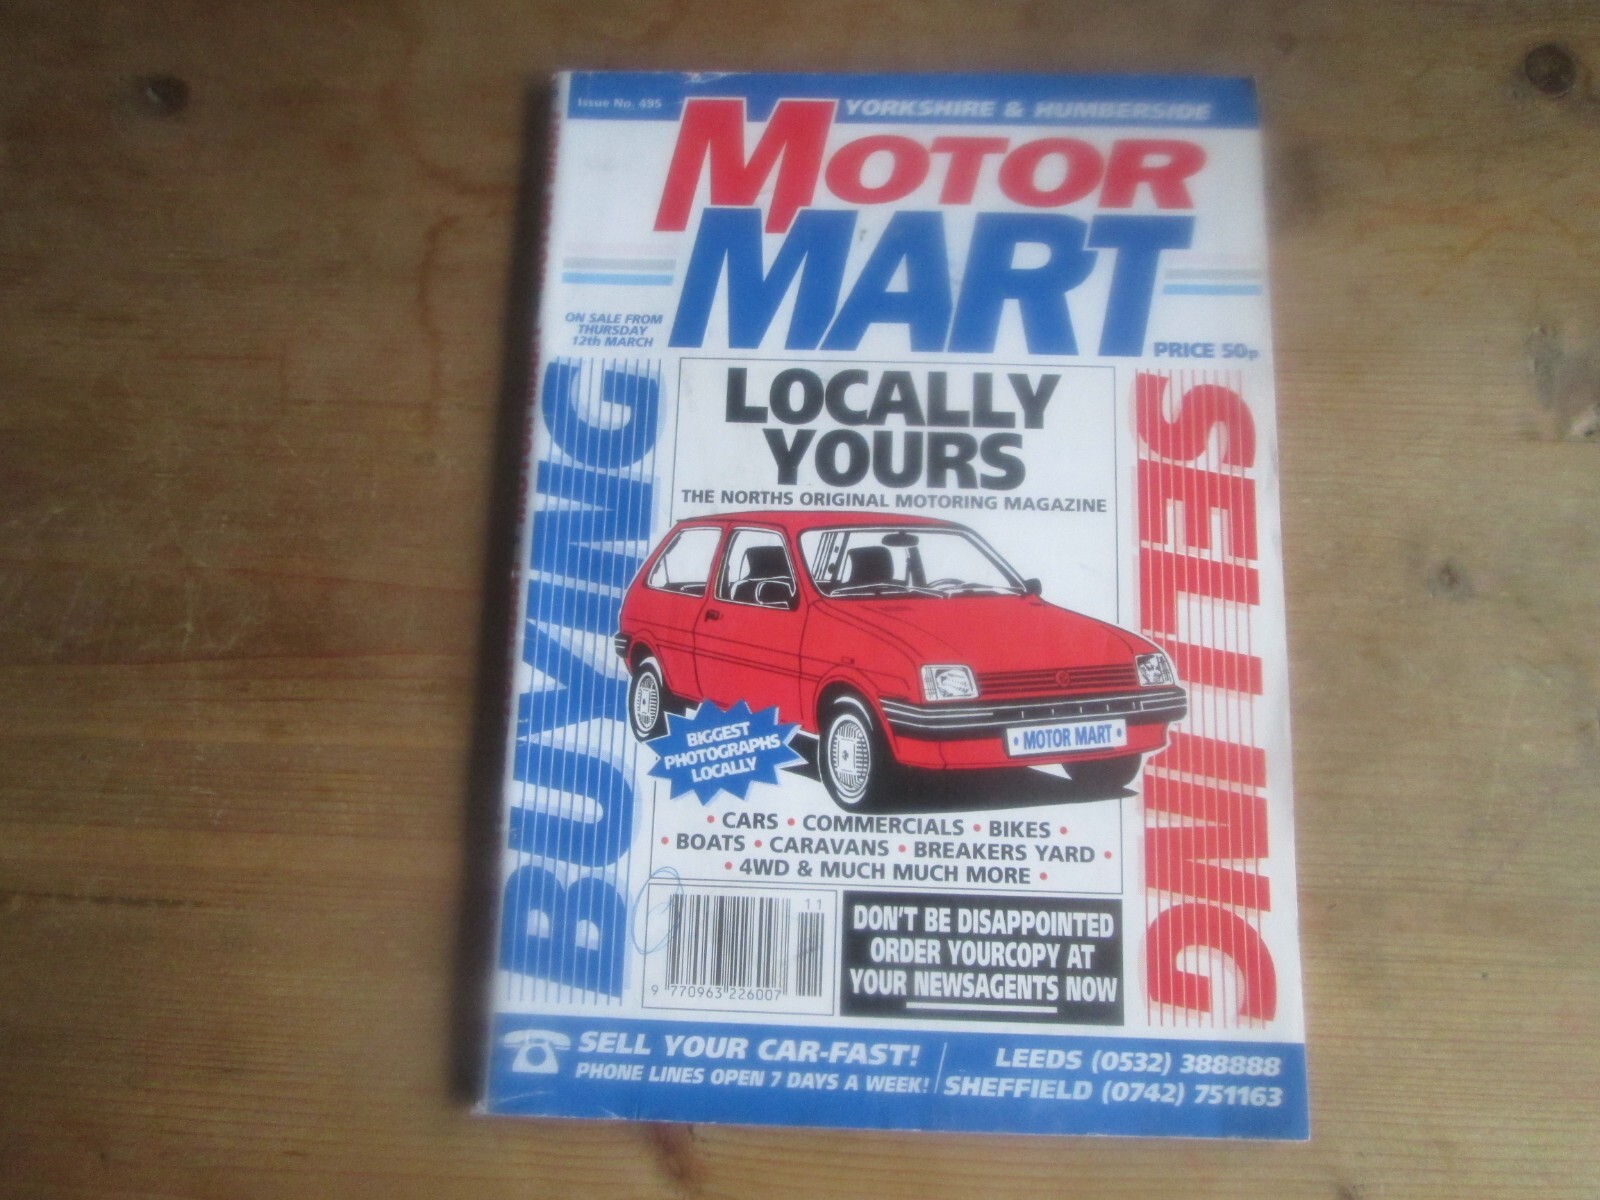 Issue No. 495
YORKSHIRE & HUMBERSIDE
MOTOR
MART
ON SALE FROM
THURSDAY
12th MARCH
PRICE 50p
BUYING
SELLING
LOCALLY
YOURS
THE NORTHS ORIGINAL MOTORING MAGAZINE
• MOTOR MART •
BIGGEST
PHOTOGRAPHS
LOCALLY
• CARS • COMMERCIALS • BIKES •
• BOATS • CARAVANS • BREAKERS YARD •
• 4WD & MUCH MUCH MORE •
11
9 770963 226007
DON'T BE DISAPPOINTED
ORDER YOURCOPY AT
YOUR NEWSAGENTS NOW
SELL YOUR CAR-FAST!
PHONE LINES OPEN 7 DAYS A WEEK!
LEEDS (0532) 388888
SHEFFIELD (0742) 751163